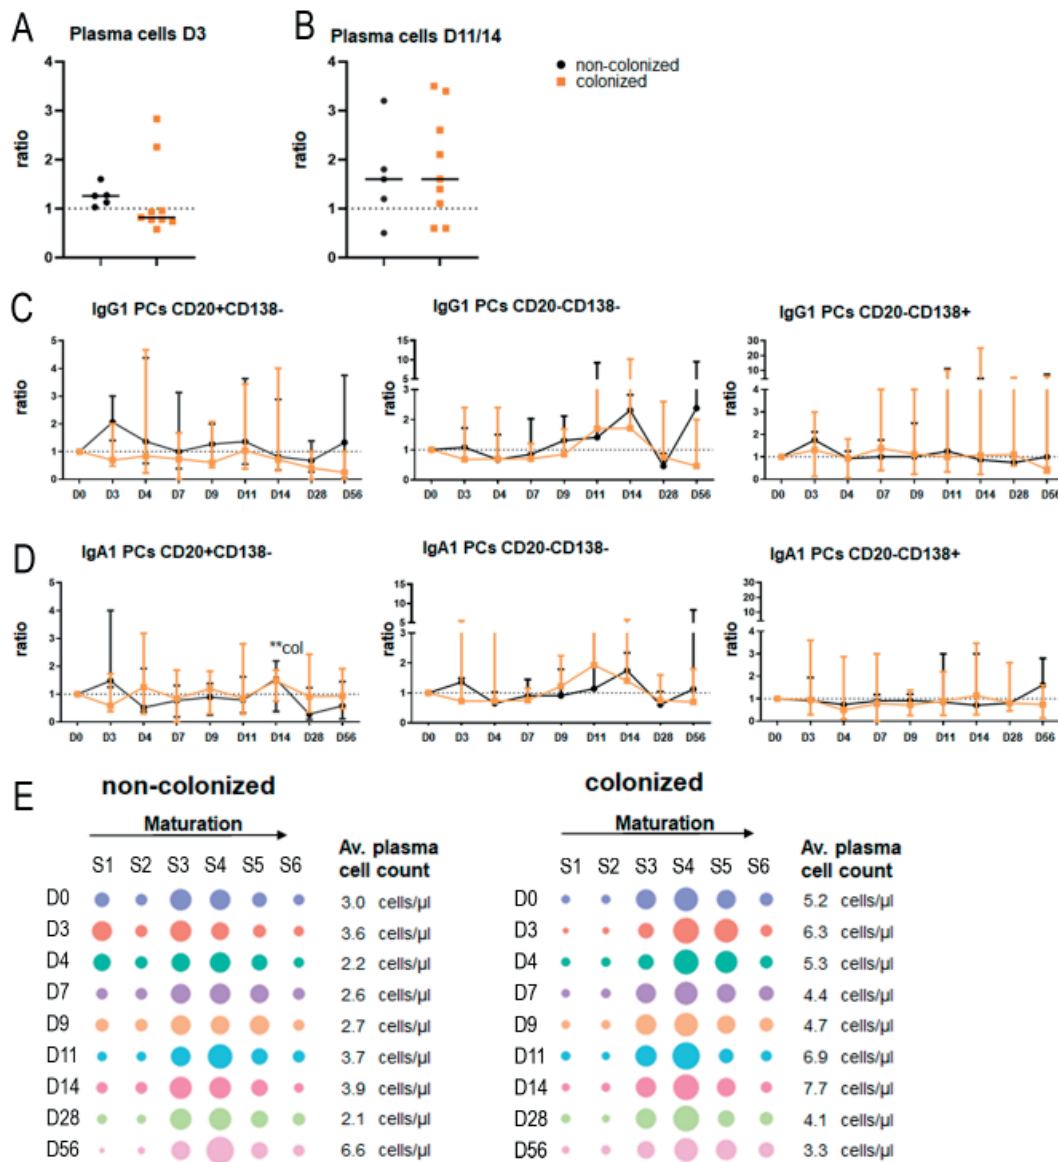 A
Plasma cells D3
ratio
4
3
2
1
0
B
Plasma cells D11/14
ratio
4
3
2
1
0
non-colonized
colonized
C
IgG1 PCs CD20+CD138-
ratio
5
4
3
2
1
0
D0 D3 D4 D7 D9 D11 D14 D28 D56
IgG1 PCs CD20-CD138-
ratio
15
10
5
3
2
1
0
D0 D3 D4 D7 D9 D11 D14 D28 D56
IgG1 PCs CD20-CD138+
ratio
30
20
10
4
3
2
1
0
D0 D3 D4 D7 D9 D11 D14 D28 D56
D
IgA1 PCs CD20+CD138-
ratio
5
4
3
2
1
0
**col
D0 D3 D4 D7 D9 D11 D14 D28 D56
IgA1 PCs CD20-CD138-
ratio
15
10
5
3
2
1
0
D0 D3 D4 D7 D9 D11 D14 D28 D56
IgA1 PCs CD20-CD138+
ratio
30
20
10
4
3
2
1
0
D0 D3 D4 D7 D9 D11 D14 D28 D56
E
non-colonized
Maturation
S1 S2 S3 S4 S5 S6
Av. plasma
cell count
D0 3.0 cells/µl
D3 3.6 cells/µl
D4 2.2 cells/µl
D7 2.6 cells/µl
D9 2.7 cells/µl
D11 3.7 cells/µl
D14 3.9 cells/µl
D28 2.1 cells/µl
D56 6.6 cells/µl
colonized
Maturation
S1 S2 S3 S4 S5 S6
Av. plasma
cell count
D0 5.2 cells/µl
D3 6.3 cells/µl
D4 5.3 cells/µl
D7 4.4 cells/µl
D9 4.7 cells/µl
D11 6.9 cells/µl
D14 7.7 cells/µl
D28 4.1 cells/µl
D56 3.3 cells/µl